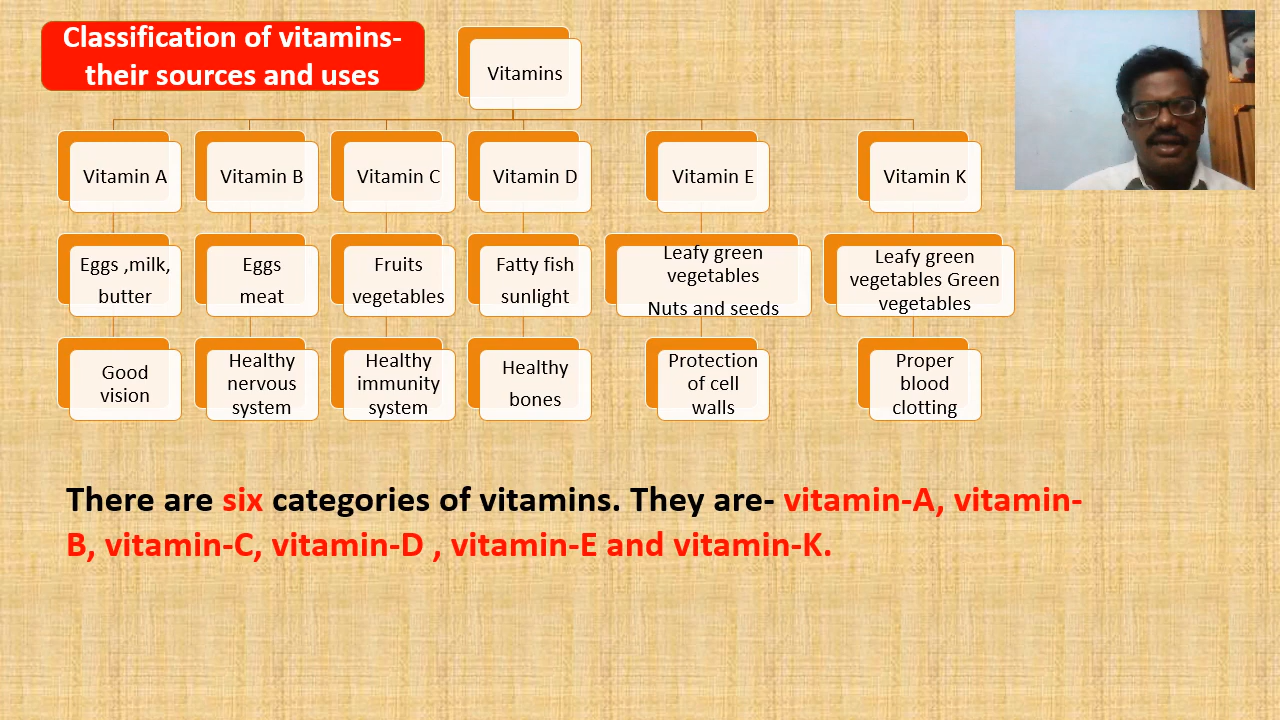 Classification of vitamins-
their sources and uses
Vitamins
Vitamin A
Vitamin B
Vitamin C
Vitamin D
Vitamin E
Vitamin K
Eggs ,milk,
butter
Eggs
meat
Fruits
vegetables
Fatty fish
sunlight
Leafy green
vegetables
Nuts and seeds
Leafy green
vegetables Green
vegetables
Good
vision
Healthy
nervous
system
Healthy
immunity
system
Healthy
bones
Protection
of cell
walls
Proper
blood
clotting
There are six categories of vitamins. They are- vitamin-A, vitamin-
B, vitamin-C, vitamin-D , vitamin-E and vitamin-K.